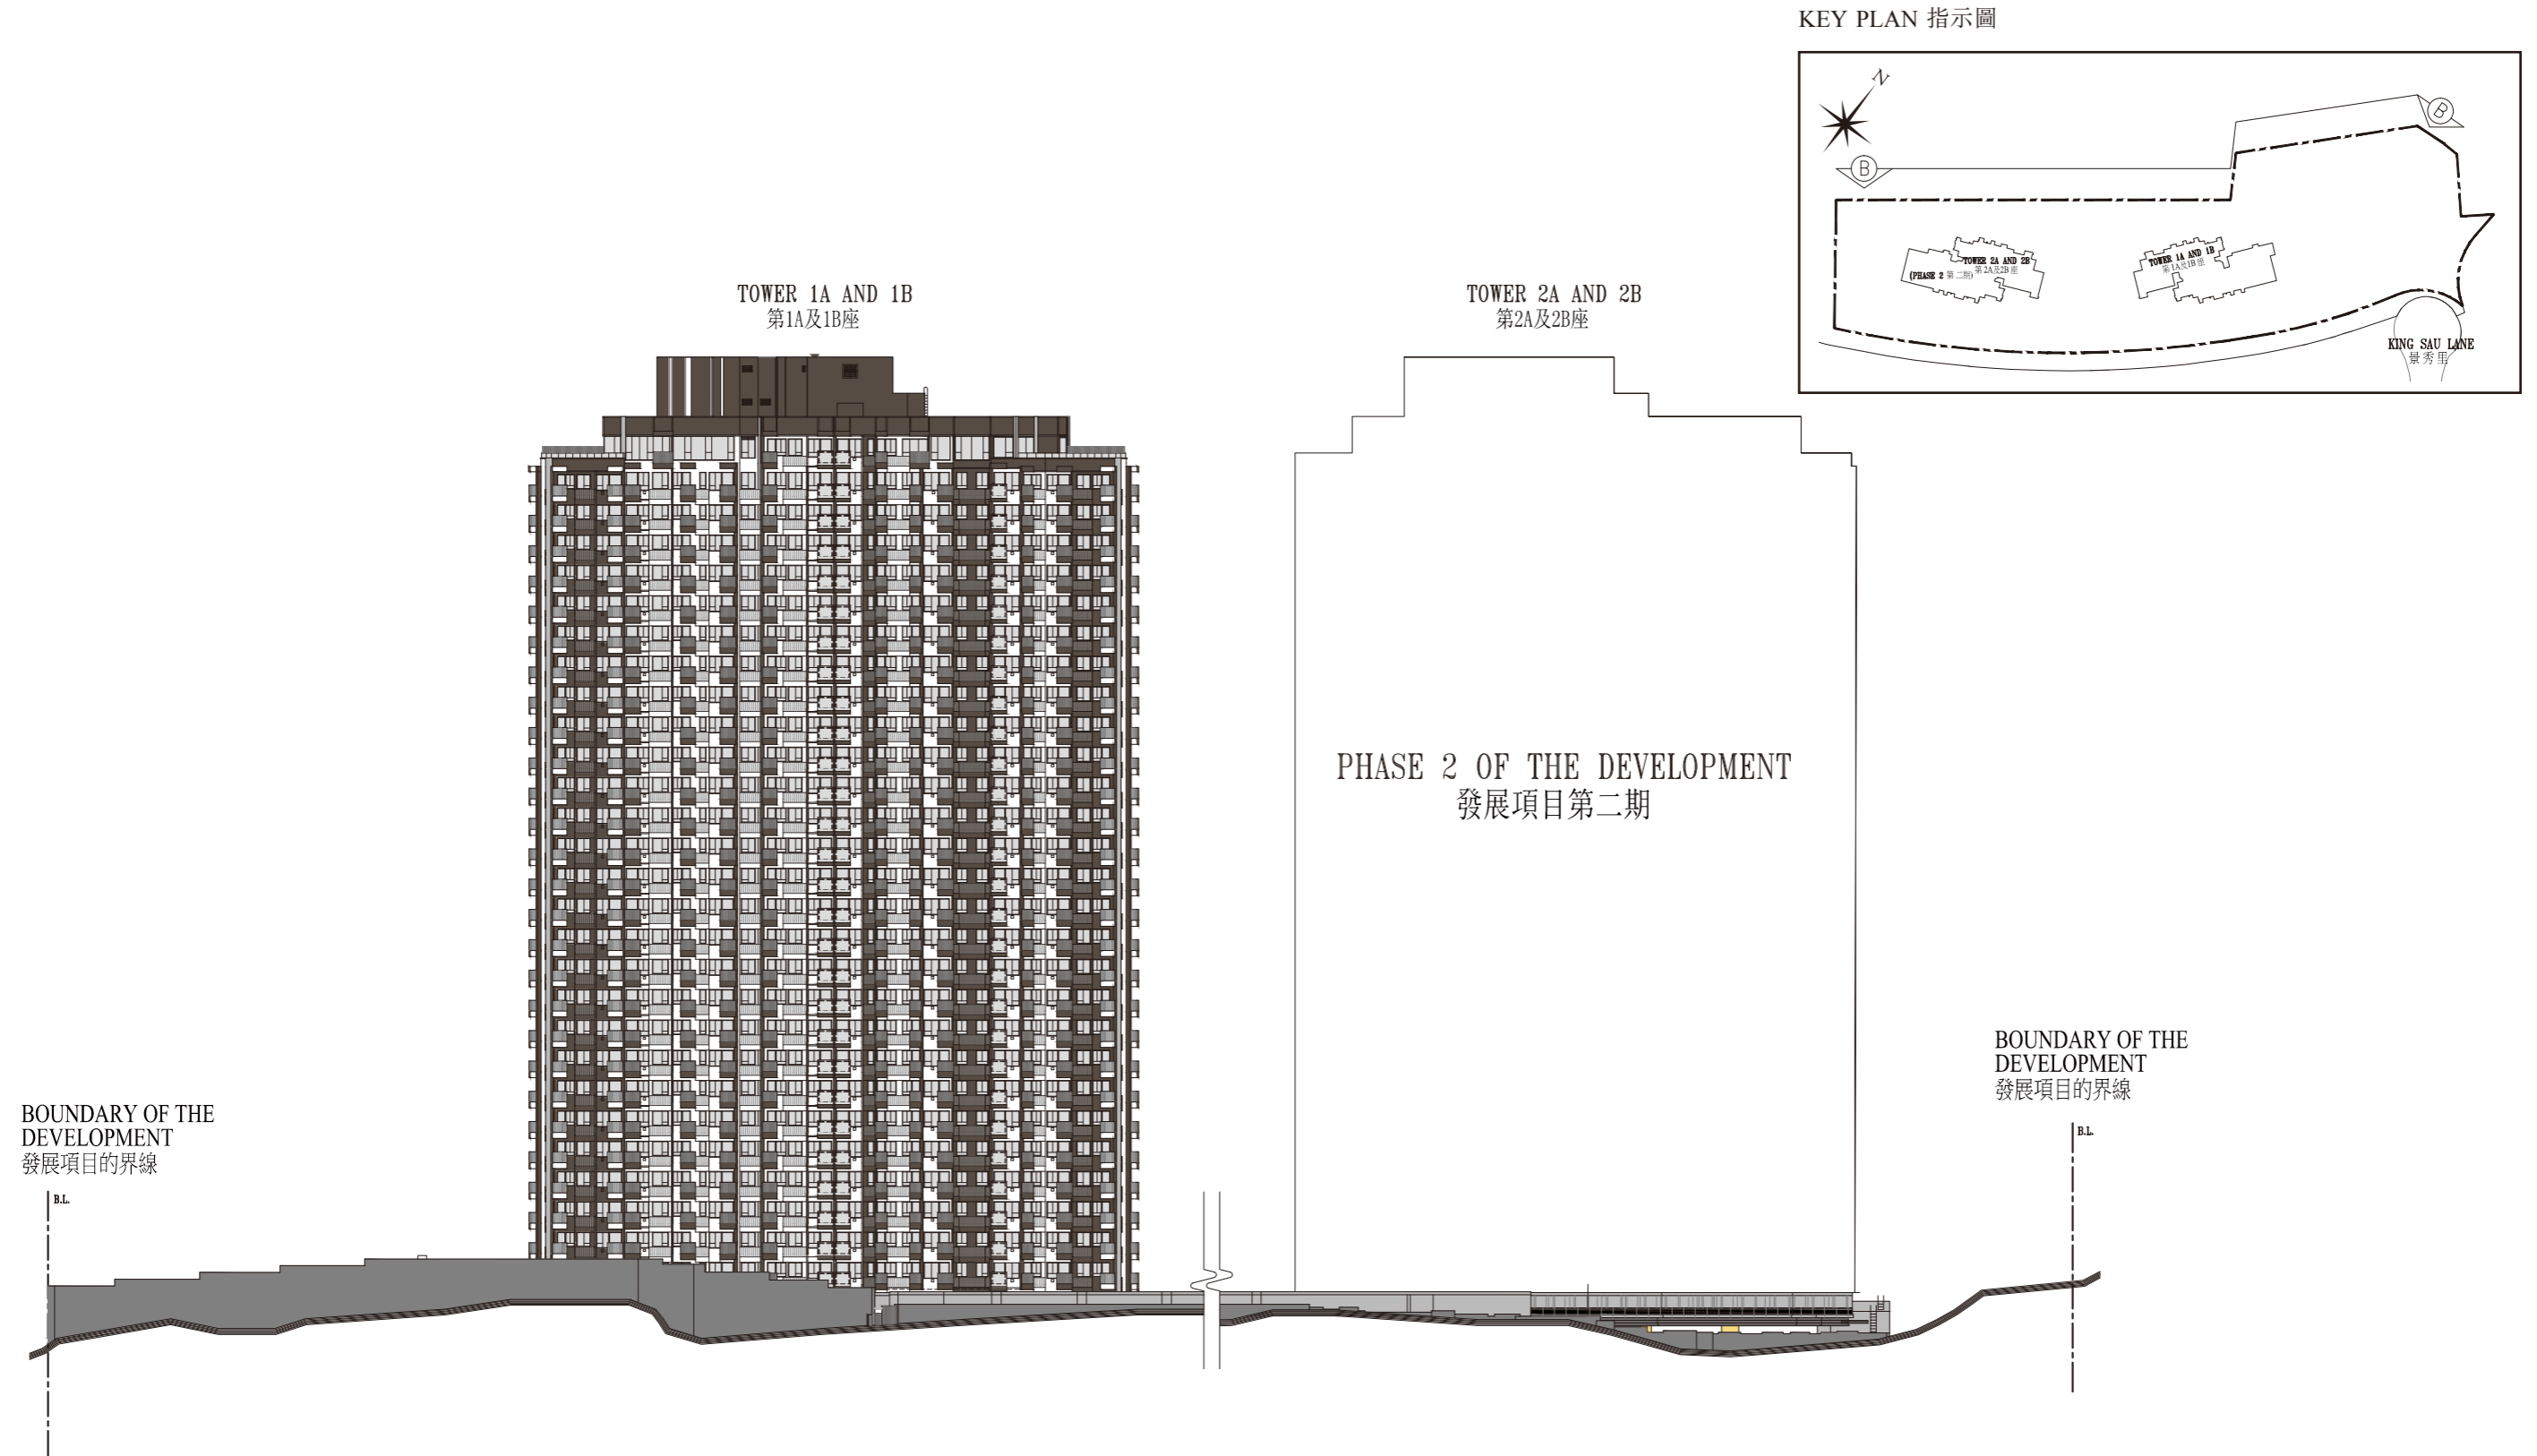 KEY PLAN 指示圖
N
B
B
TOWER 2A AND 2B
第2A及2B座
(PHASE 2 第二期)
TOWER 1A AND 1B
第1A及1B座
KING SAU LANE
景秀里
TOWER 1A AND 1B
第1A及1B座
TOWER 2A AND 2B
第2A及2B座
PHASE 2 OF THE DEVELOPMENT
發展項目第二期
BOUNDARY OF THE
DEVELOPMENT
發展項目的界線
B.L.
BOUNDARY OF THE
DEVELOPMENT
發展項目的界線
B.L.